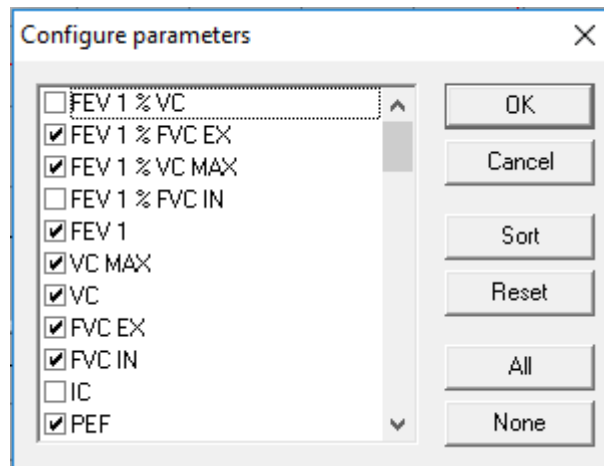 Configure parameters
FEV 1 % VC
FEV 1 % FVC EX
FEV 1 % VC MAX
FEV 1 % FVC IN
FEV 1
VC MAX
VC
FVC EX
FVC IN
IC
PEF
OK
Cancel
Sort
Reset
All
None